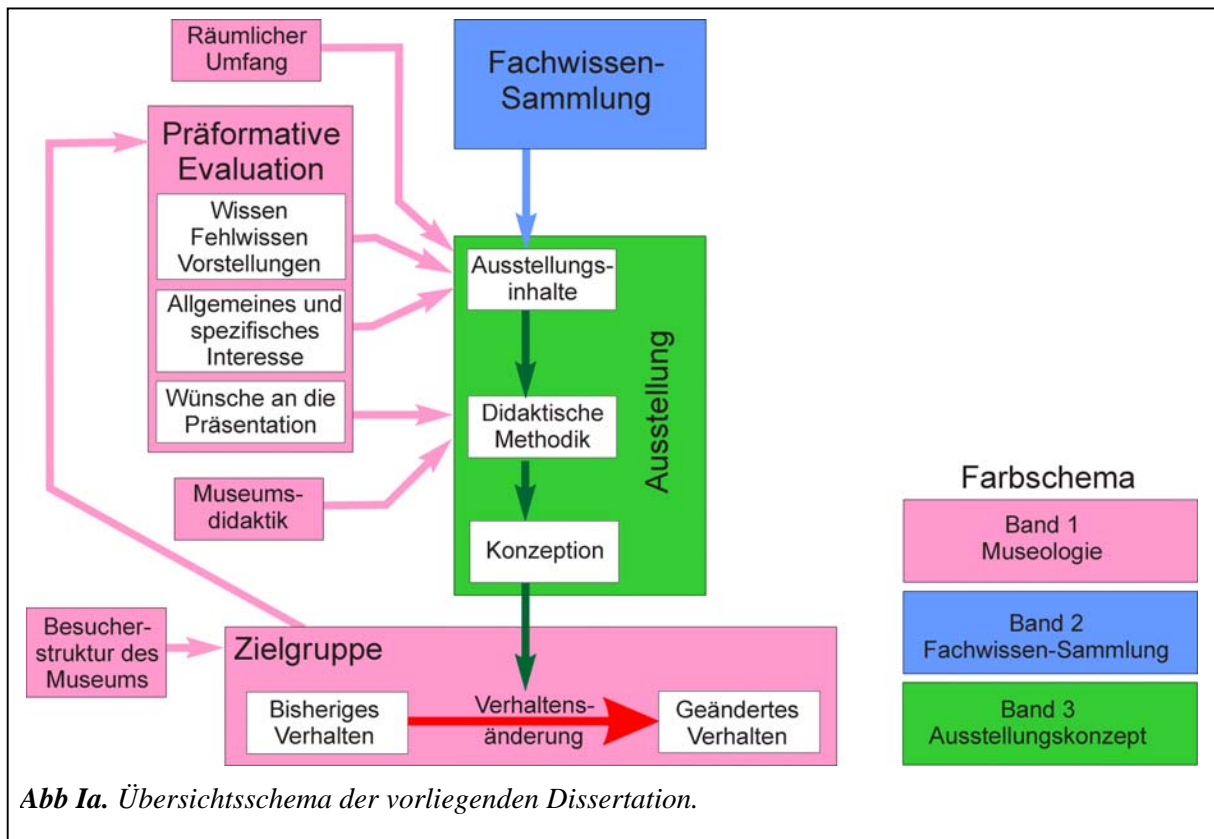 Räumlicher
Umfang
Fachwissen-
Sammlung
Präformative
Evaluation
Wissen
Fehlwissen
Vorstellungen
Allgemeines und
spezifisches
Interesse
Wünsche an die
Präsentation
Museums-
didaktik
Ausstellungs-
inhalte
Didaktische
Methodik
Konzeption
Ausstellung
Besucher-
struktur des
Museums
Zielgruppe
Bisheriges
Verhalten
Verhaltens-
änderung
Geändertes
Verhalten
Farbschema
Band 1
Museologie
Band 2
Fachwissen-Sammlung
Band 3
Ausstellungskonzept
Abb Ia. Übersichtsschema der vorliegenden Dissertation.